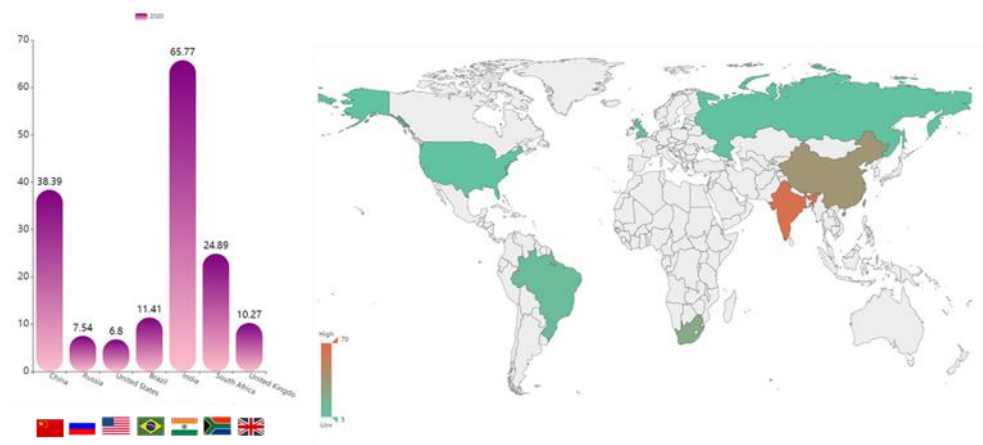 2020
70
60
50
40
30
20
10
0
38.39
7.54
6.8
11.41
65.77
24.89
10.27
China
Russia
United States
Brazil
India
South Africa
United Kingdo
High
70
5
Low